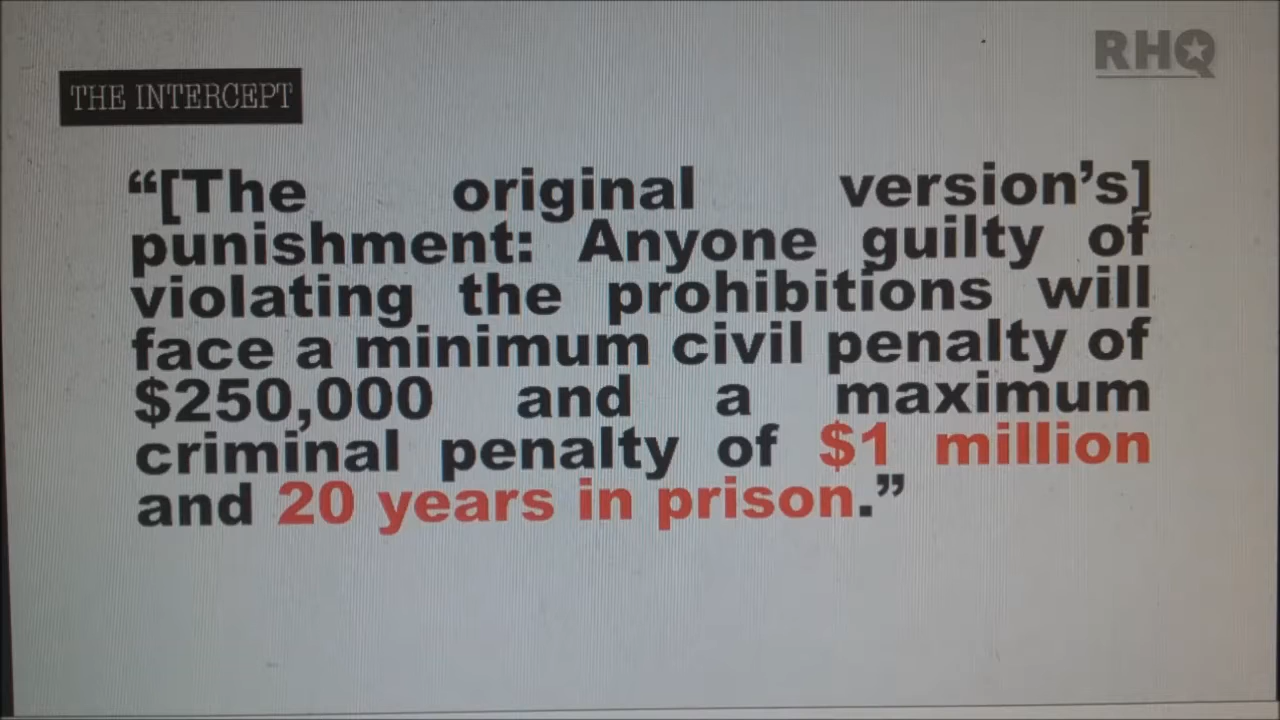 RHQ
THE INTERCEPT
“[The original version’s]
punishment: Anyone guilty of
violating the prohibitions will
face a minimum civil penalty of
$250,000 and a maximum
criminal penalty of $1 million
and 20 years in prison.”